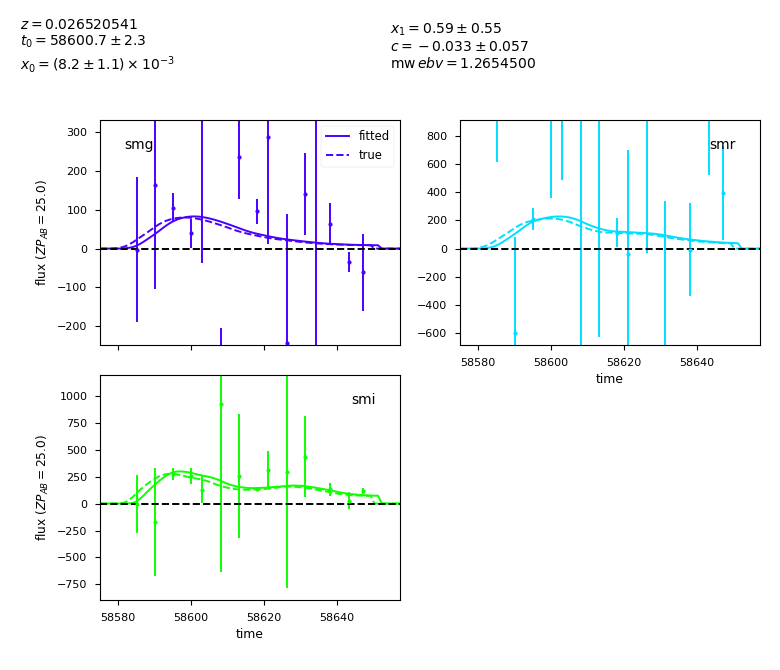 z = 0.026520541
t₀ = 58600.7 ± 2.3
x₀ = (8.2 ± 1.1) × 10⁻³
x₁ = 0.59 ± 0.55
c = −0.033 ± 0.057
mw ebv = 1.2654500
smg
fitted
true
300
200
100
0
−100
−200
flux (ZP_AB = 25.0)
smr
800
600
400
200
0
−200
−400
−600
58580 58600 58620 58640
time
smi
1000
750
500
250
0
−250
−500
−750
flux (ZP_AB = 25.0)
58580 58600 58620 58640
time